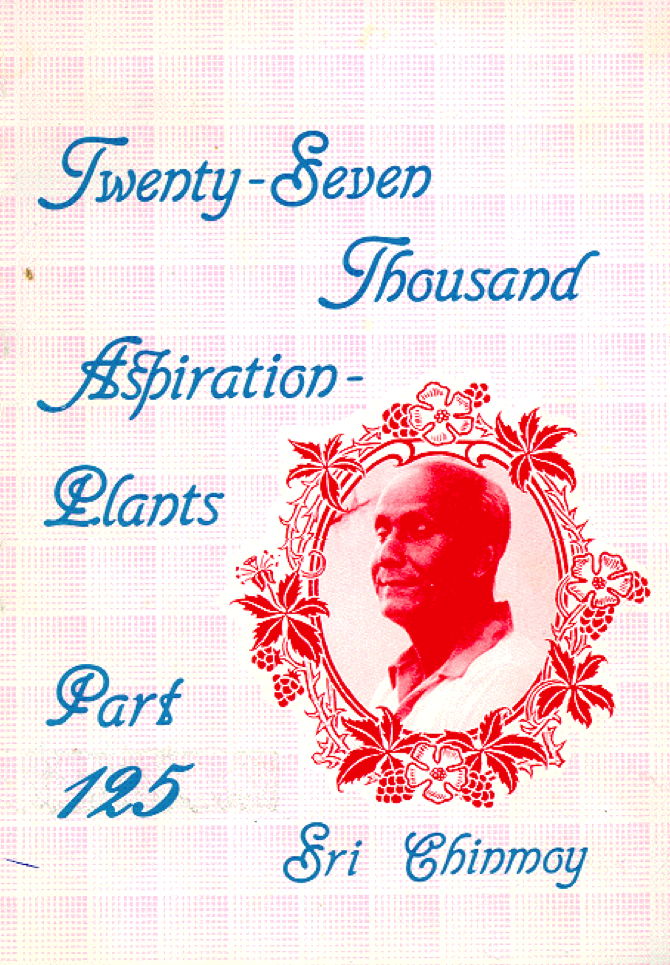 Twenty-Seven
Thousand
Aspiration-
Plants
Part
125
Sri Chinmoy